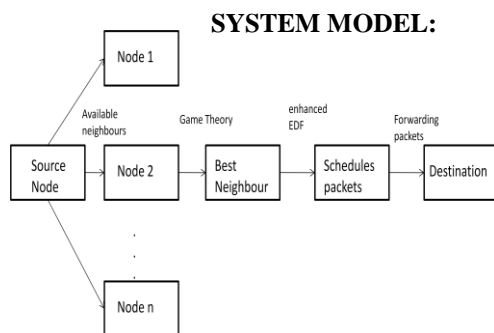 SYSTEM MODEL:
Node 1
Available
neighbours
Game Theory
enhanced
EDF
Forwarding
packets
Source
Node
Node 2
Best
Neighbour
Schedules
packets
Destination
.
.
.
Node n